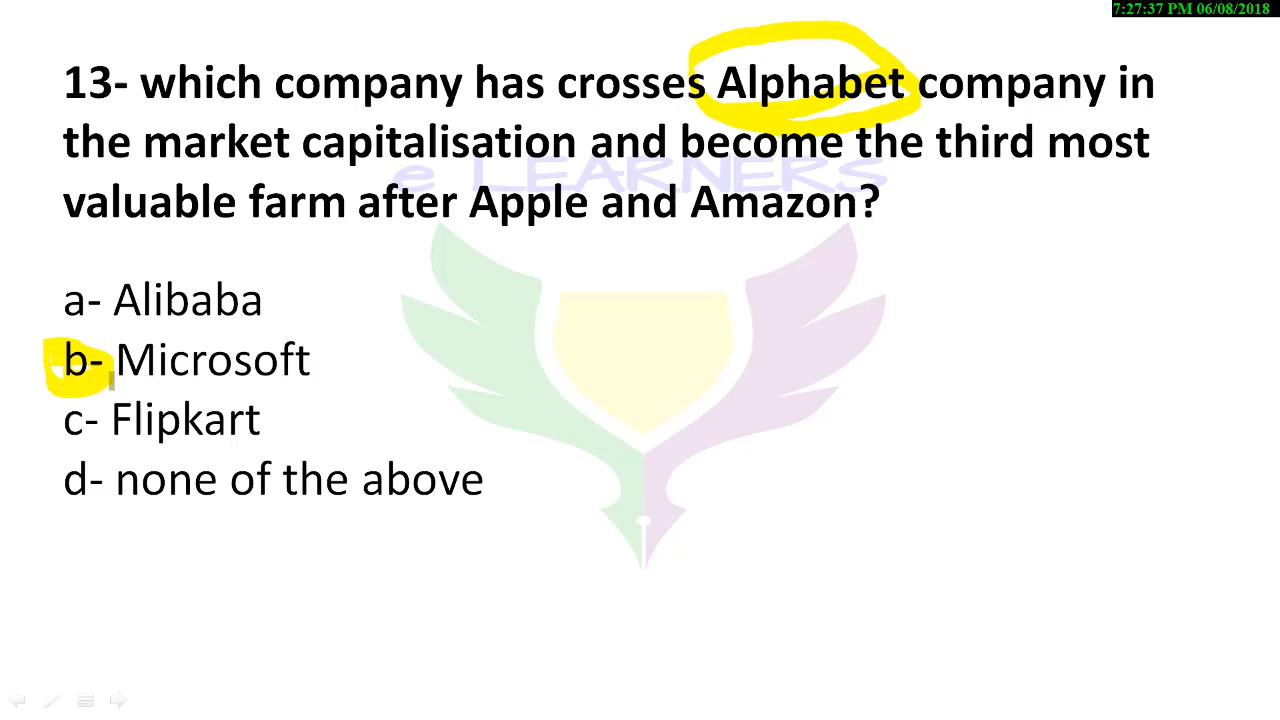 7:27:37 PM 06/08/2018
13- which company has crosses Alphabet company in
the market capitalisation and become the third most
valuable farm after Apple and Amazon?
e LEARNERS
a- Alibaba
b- Microsoft
c- Flipkart
d- none of the above